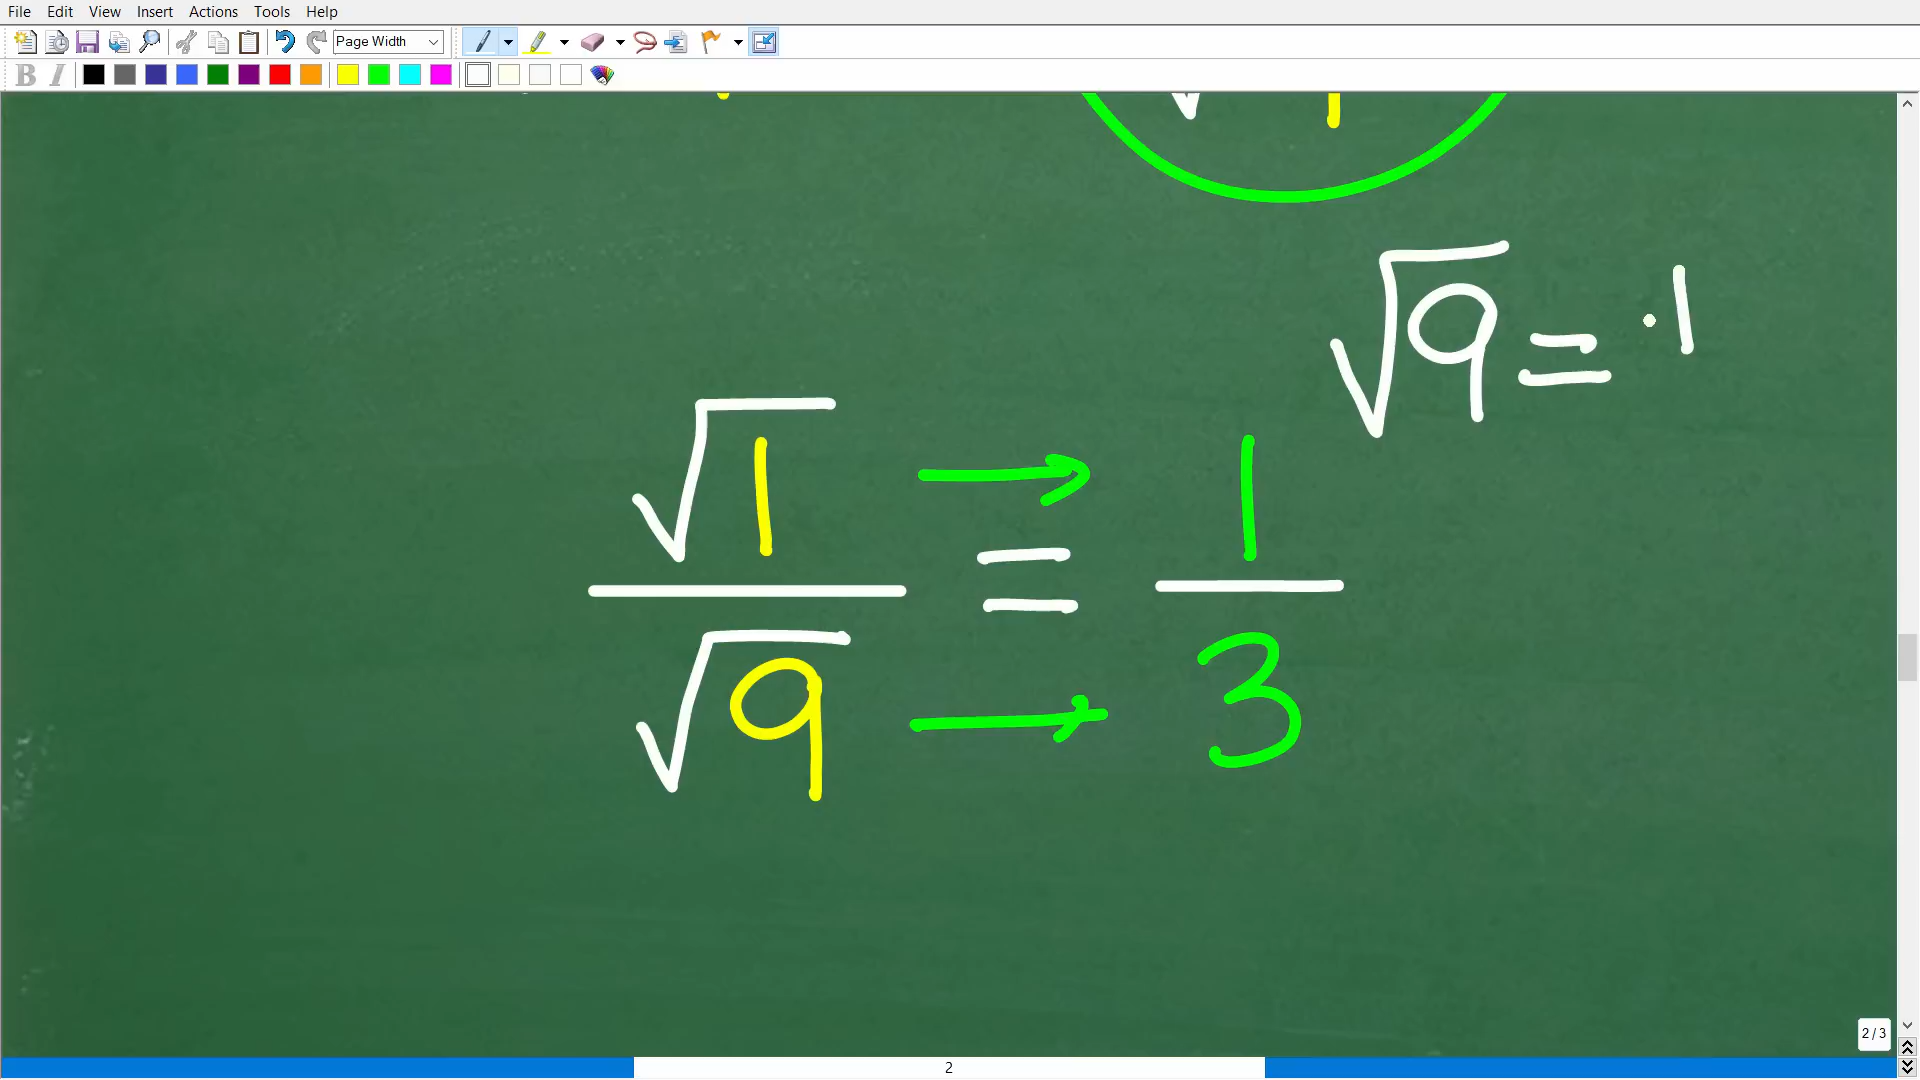 File Edit View Insert Actions Tools Help
Page Width
B I
√9 = 1
√1 → 1
=
√9 → 3
2 / 3
2